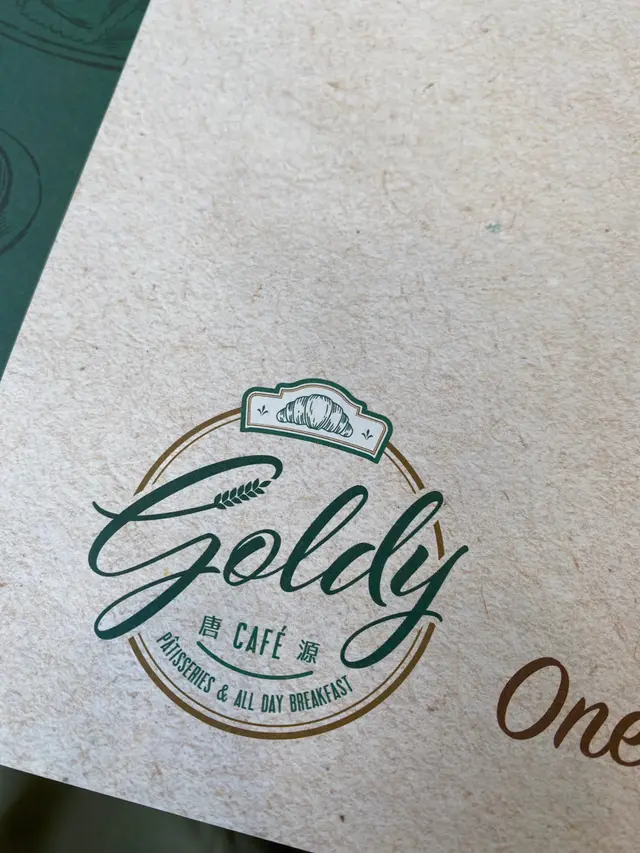 Goldy
唐 CAFÉ 源
PÂTISSERIES & ALL DAY BREAKFAST
One